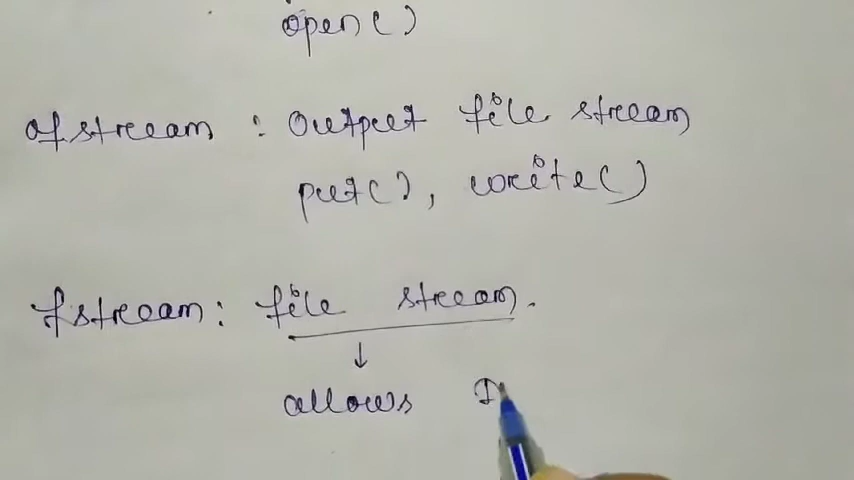 open()
ofstream : Output file stream
put(), write()
fstream : file stream.
↓
allows I